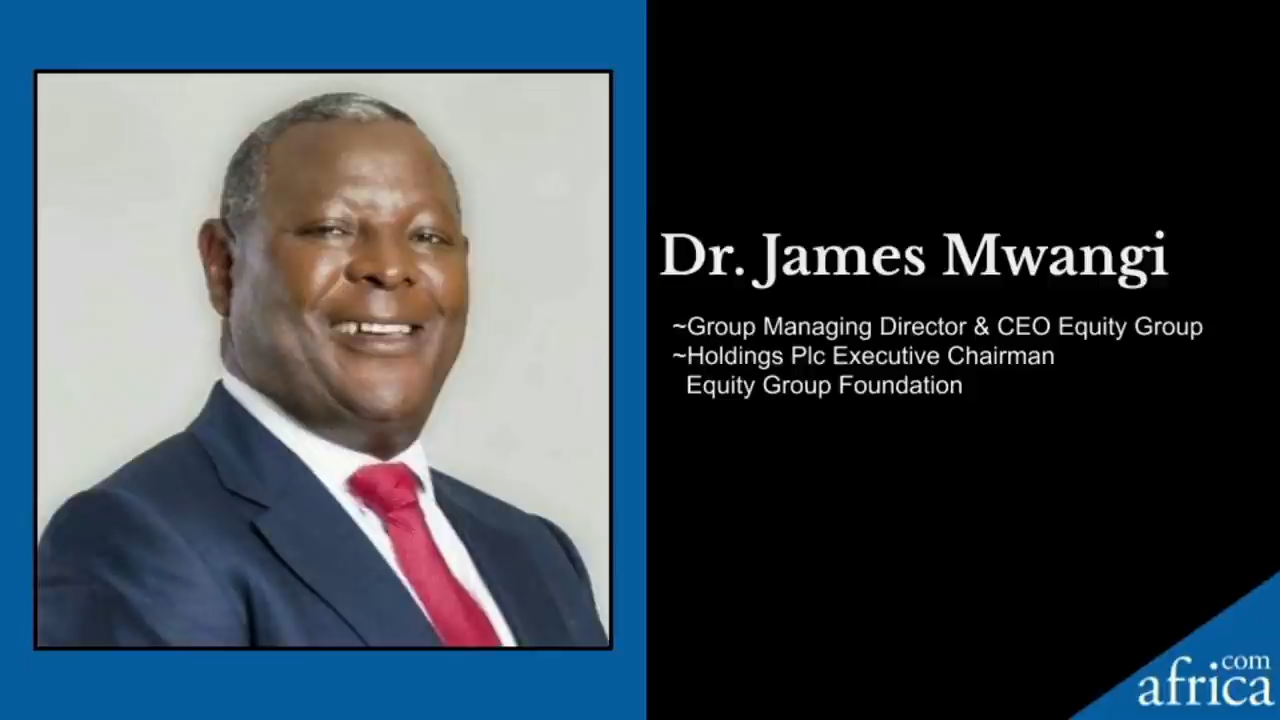 Dr. James Mwangi
~Group Managing Director & CEO Equity Group
~Holdings Plc Executive Chairman
Equity Group Foundation
com
africa